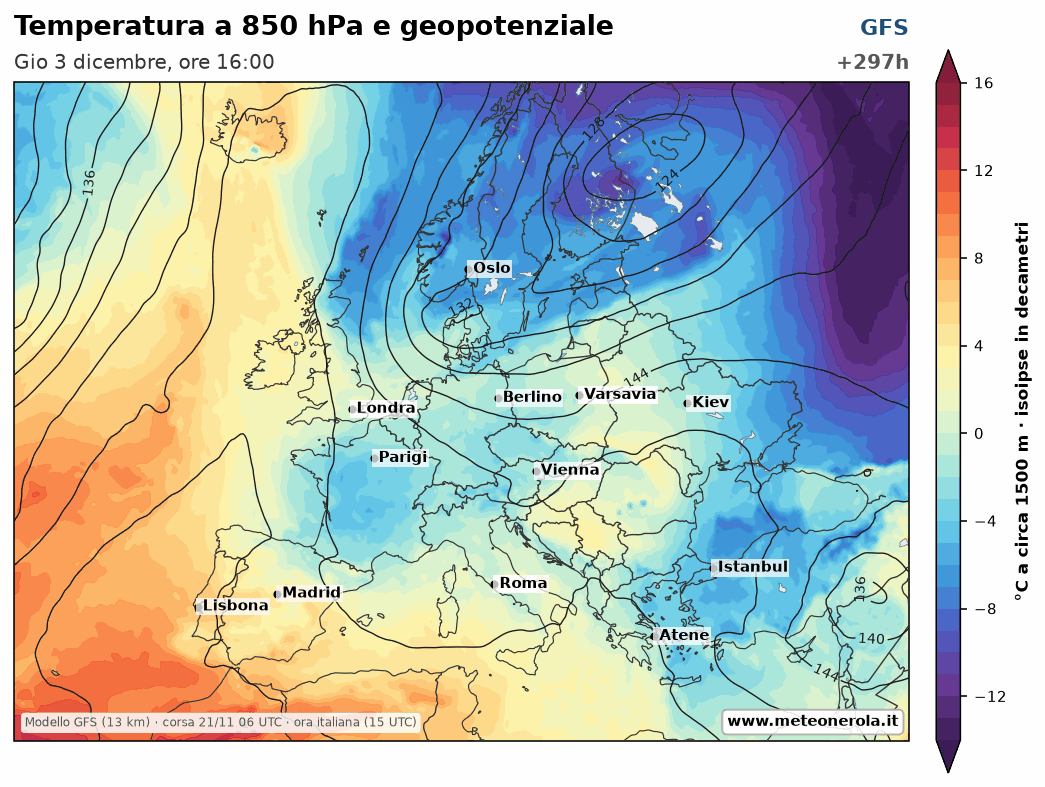 Temperatura a 850 hPa e geopotenziale
GFS
Gio 3 dicembre, ore 16:00
+297h
136
128
124
Oslo
132
144
Berlino
Varsavia
Kiev
Londra
Parigi
Vienna
Istanbul
Roma
Madrid
Lisbona
Atene
136
140
144
16
12
8
4
0
−4
−8
−12
°C a circa 1500 m · isoipse in decametri
Modello GFS (13 km) · corsa 21/11 06 UTC · ora italiana (15 UTC)
www.meteonerola.it